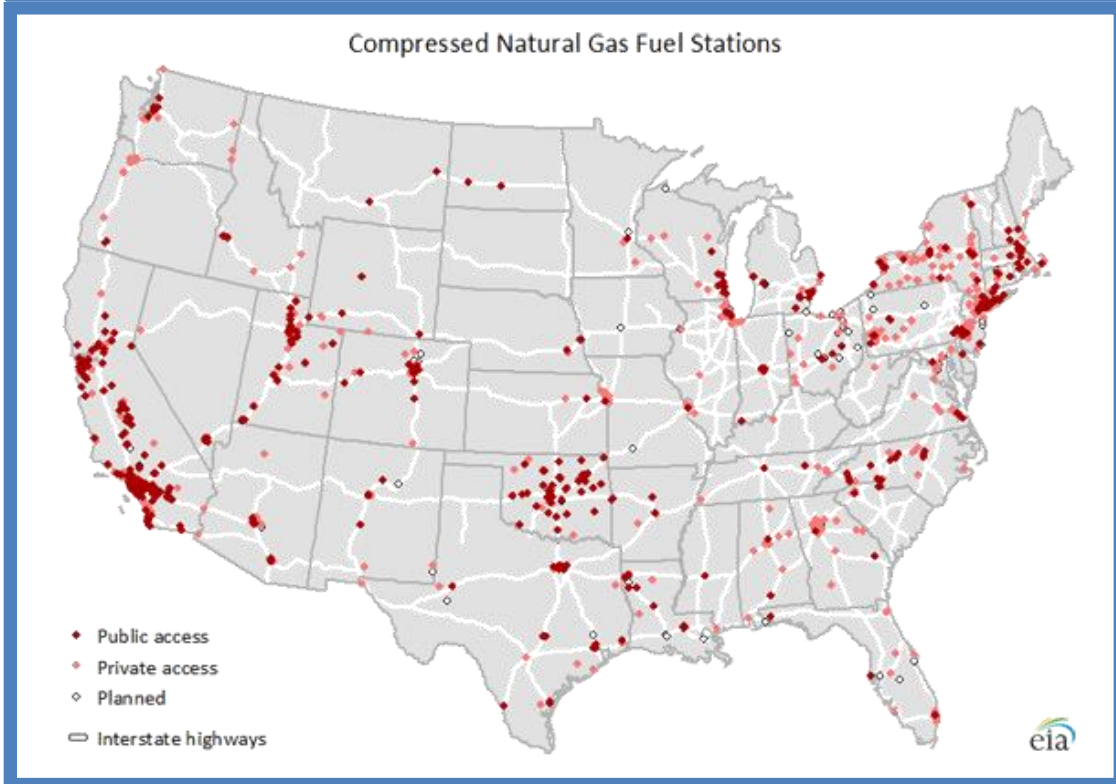 Compressed Natural Gas Fuel Stations
Public access
Private access
Planned
Interstate highways
eia